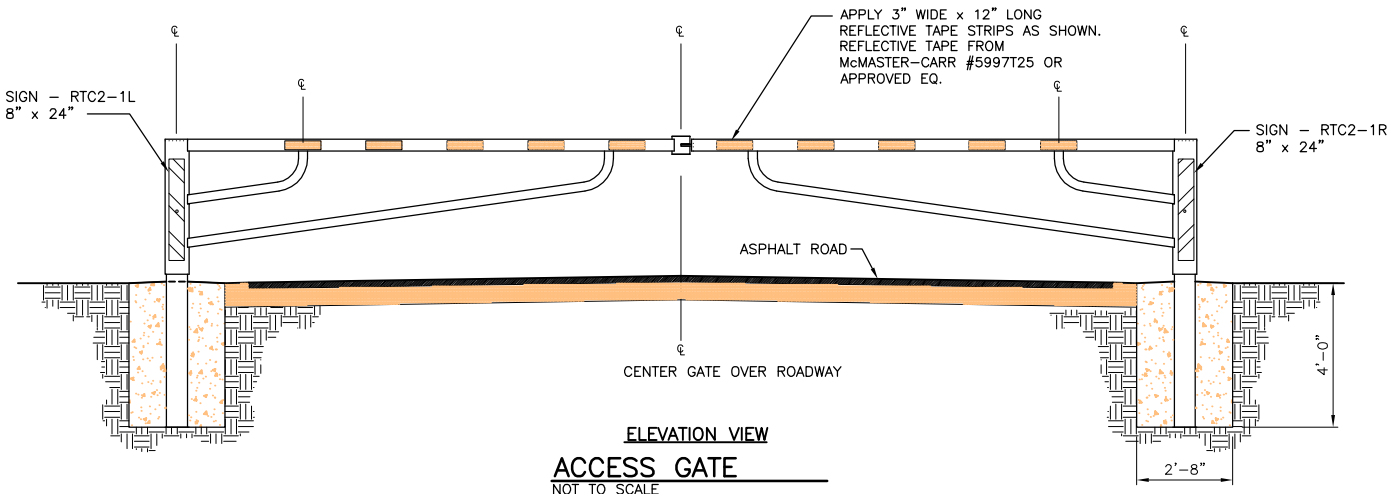 APPLY 3" WIDE x 12" LONG
REFLECTIVE TAPE STRIPS AS SHOWN.
REFLECTIVE TAPE FROM
McMASTER-CARR #5997T25 OR
APPROVED EQ.
℄
℄
℄
℄
℄
SIGN - RTC2-1L
8" x 24"
SIGN - RTC2-1R
8" x 24"
ASPHALT ROAD
℄
CENTER GATE OVER ROADWAY
4'-0"
2'-8"
ELEVATION VIEW
ACCESS GATE
NOT TO SCALE